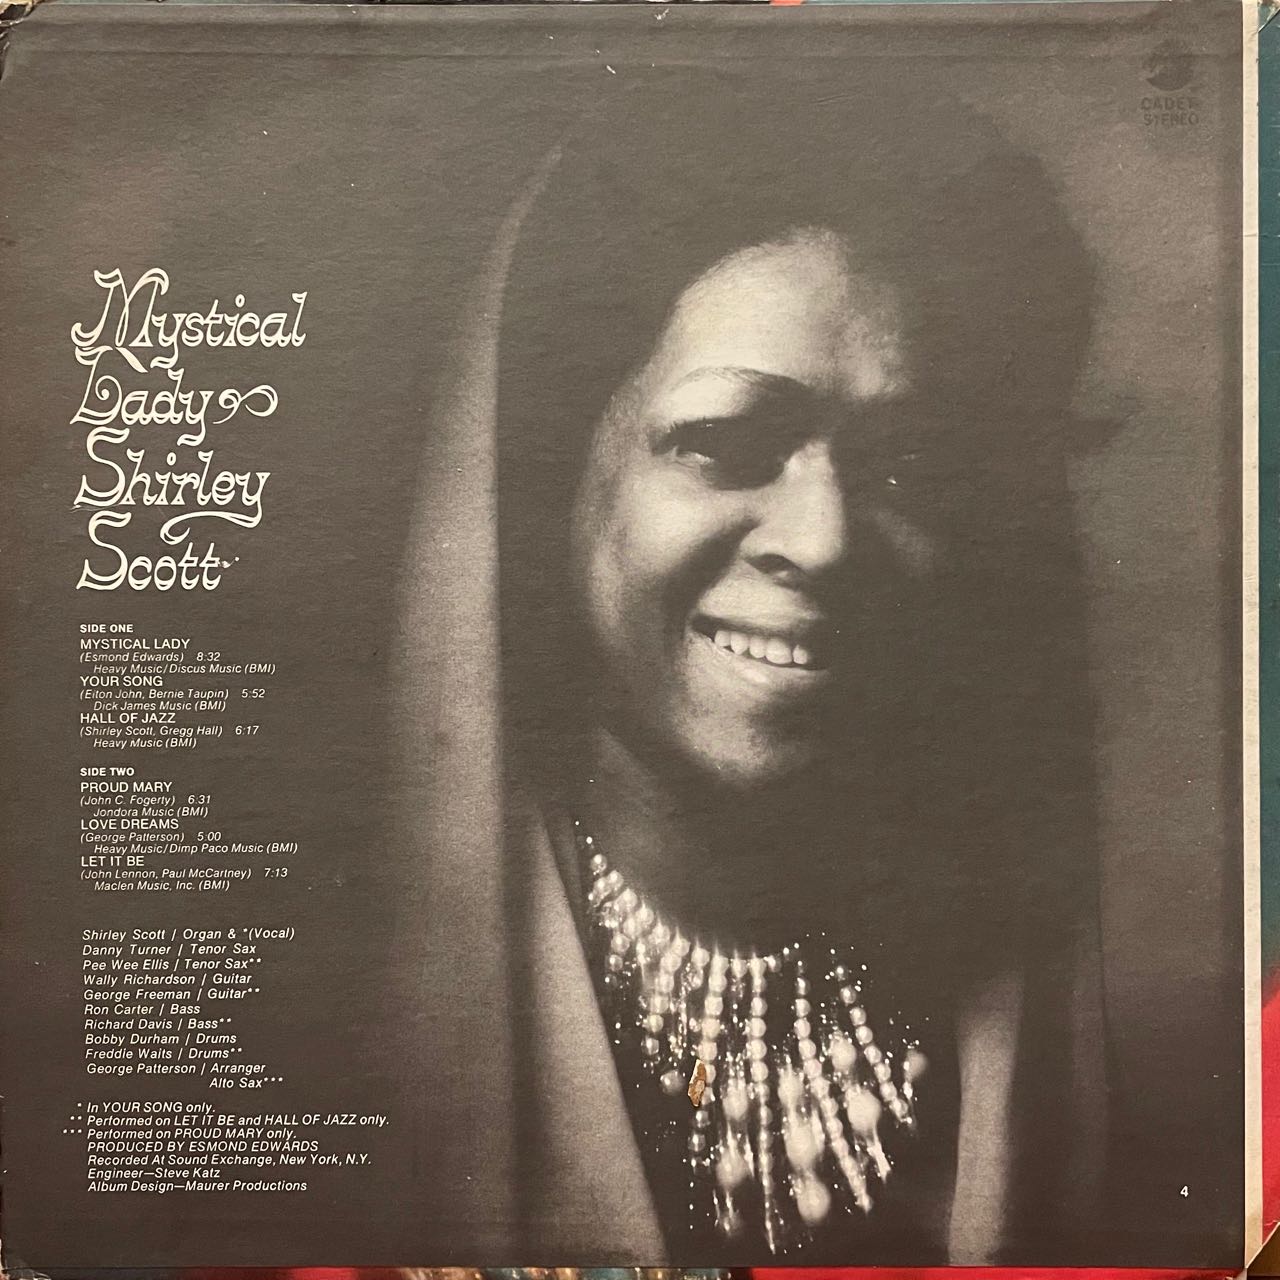 CADET
STEREO
Mystical
Lady
Shirley
Scott
SIDE ONE
MYSTICAL LADY
(Esmond Edwards) 8:32
Heavy Music/Discus Music (BMI)
YOUR SONG
(Elton John, Bernie Taupin) 5:52
Dick James Music (BMI)
HALL OF JAZZ
(Shirley Scott, Gregg Hall) 6:17
Heavy Music (BMI)
SIDE TWO
PROUD MARY
(John C. Fogerty) 6:31
Jondora Music (BMI)
LOVE DREAMS
(George Patterson) 5:00
Heavy Music/Dimp Paco Music (BMI)
LET IT BE
(John Lennon, Paul McCartney) 7:13
Maclen Music, Inc. (BMI)
Shirley Scott / Organ & *(Vocal)
Danny Turner / Tenor Sax
Pee Wee Ellis / Tenor Sax**
Wally Richardson / Guitar
George Freeman / Guitar**
Ron Carter / Bass
Richard Davis / Bass**
Bobby Durham / Drums
Freddie Waits / Drums**
George Patterson / Arranger
Alto Sax***
* In YOUR SONG only.
** Performed on LET IT BE and HALL OF JAZZ only.
*** Performed on PROUD MARY only.
PRODUCED BY ESMOND EDWARDS
Recorded At Sound Exchange, New York, N.Y.
Engineer—Steve Katz
Album Design—Maurer Productions
4